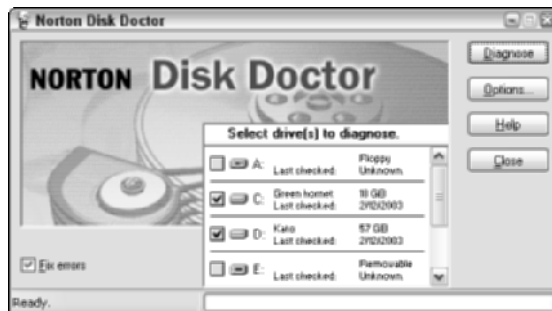 Norton Disk Doctor
NORTON Disk Doctor
Diagnose
Options...
Help
Close
Select drive(s) to diagnose.
A: Floppy
Last checked: Unknown
C: Green hornet 18 GB
Last checked: 2/12/2003
D: Kato 57 GB
Last checked: 2/12/2003
E: Removable
Last checked: Unknown
Fix errors
Ready.